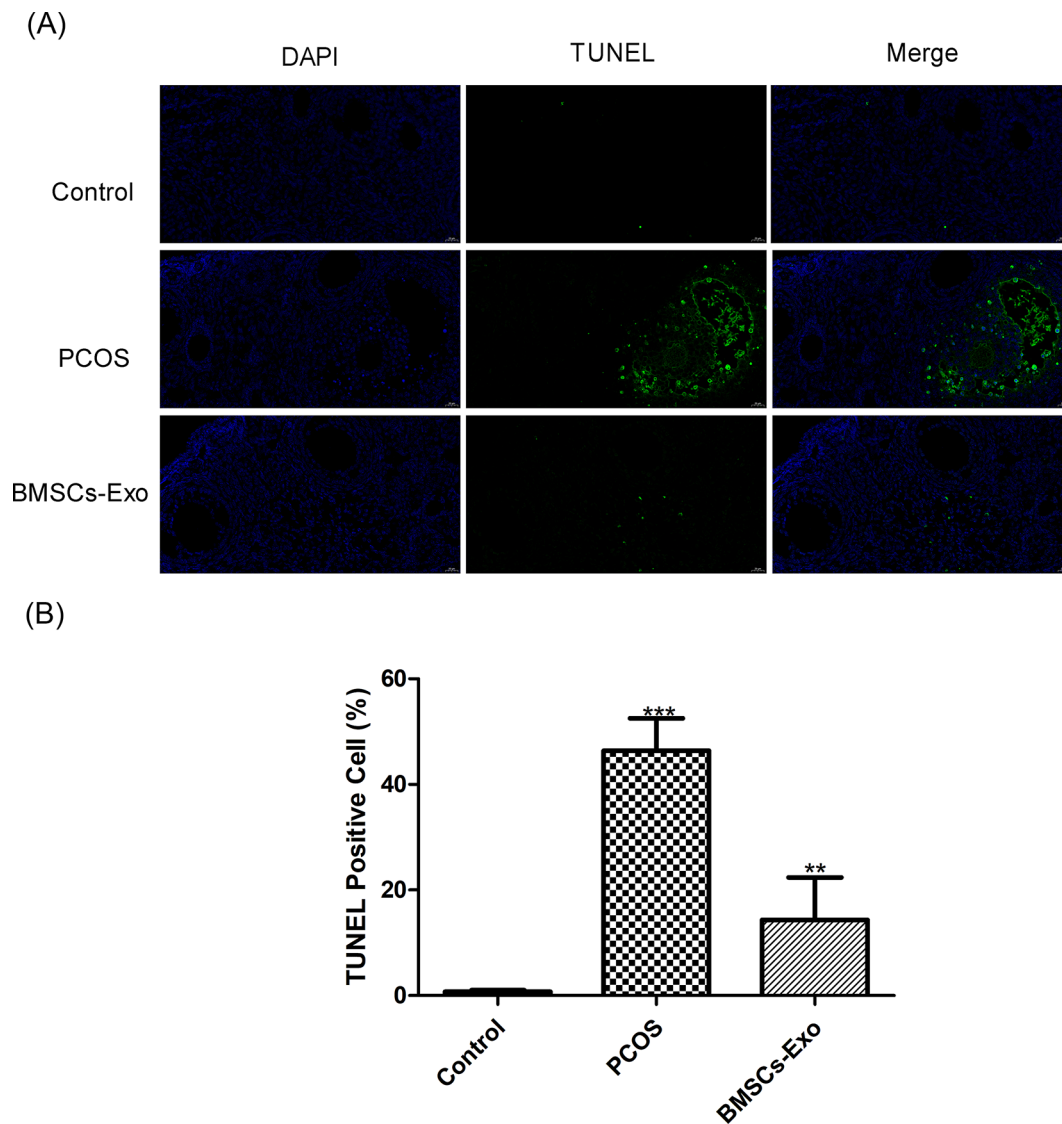 (A)
DAPI TUNEL Merge
Control
PCOS
BMSCs-Exo
(B)
TUNEL Positive Cell (%)
60
***
40
20
**
0
Control PCOS BMSCs-Exo